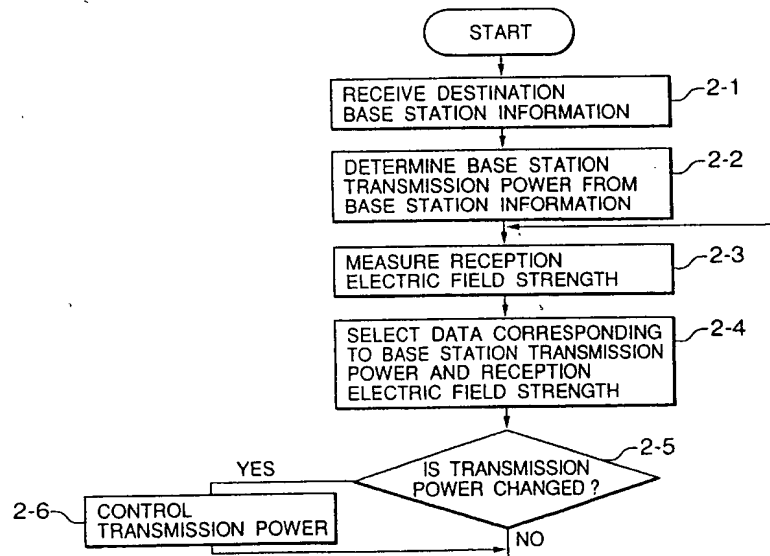 START
RECEIVE DESTINATION
BASE STATION INFORMATION
2-1
DETERMINE BASE STATION
TRANSMISSION POWER FROM
BASE STATION INFORMATION
2-2
MEASURE RECEPTION
ELECTRIC FIELD STRENGTH
2-3
SELECT DATA CORRESPONDING
TO BASE STATION TRANSMISSION
POWER AND RECEPTION
ELECTRIC FIELD STRENGTH
2-4
IS TRANSMISSION
POWER CHANGED ?
2-5
YES
2-6
CONTROL
TRANSMISSION POWER
NO